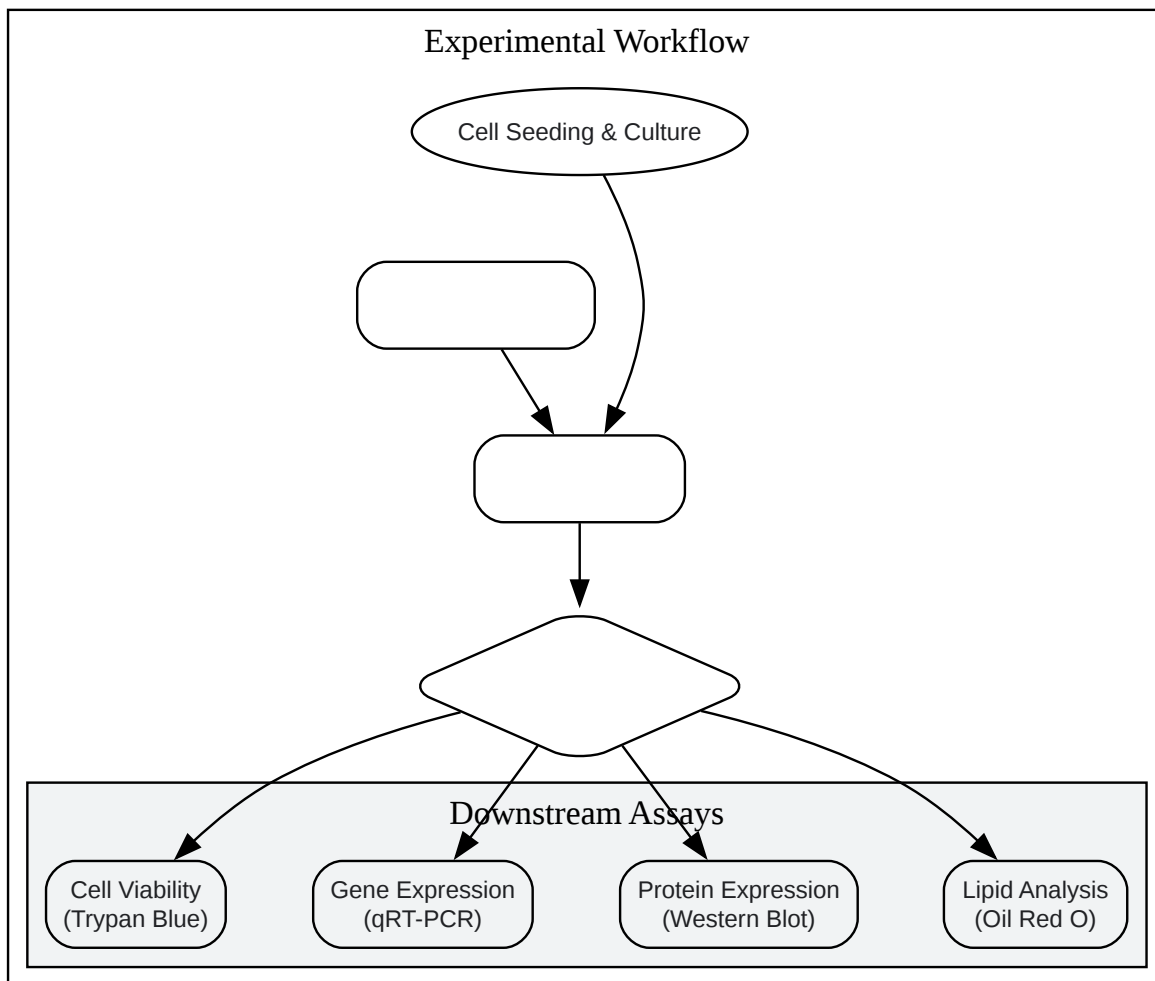 Experimental Workflow
Cell Seeding & Culture
Downstream Assays
Cell Viability
(Trypan Blue)
Gene Expression
(qRT-PCR)
Protein Expression
(Western Blot)
Lipid Analysis
(Oil Red O)